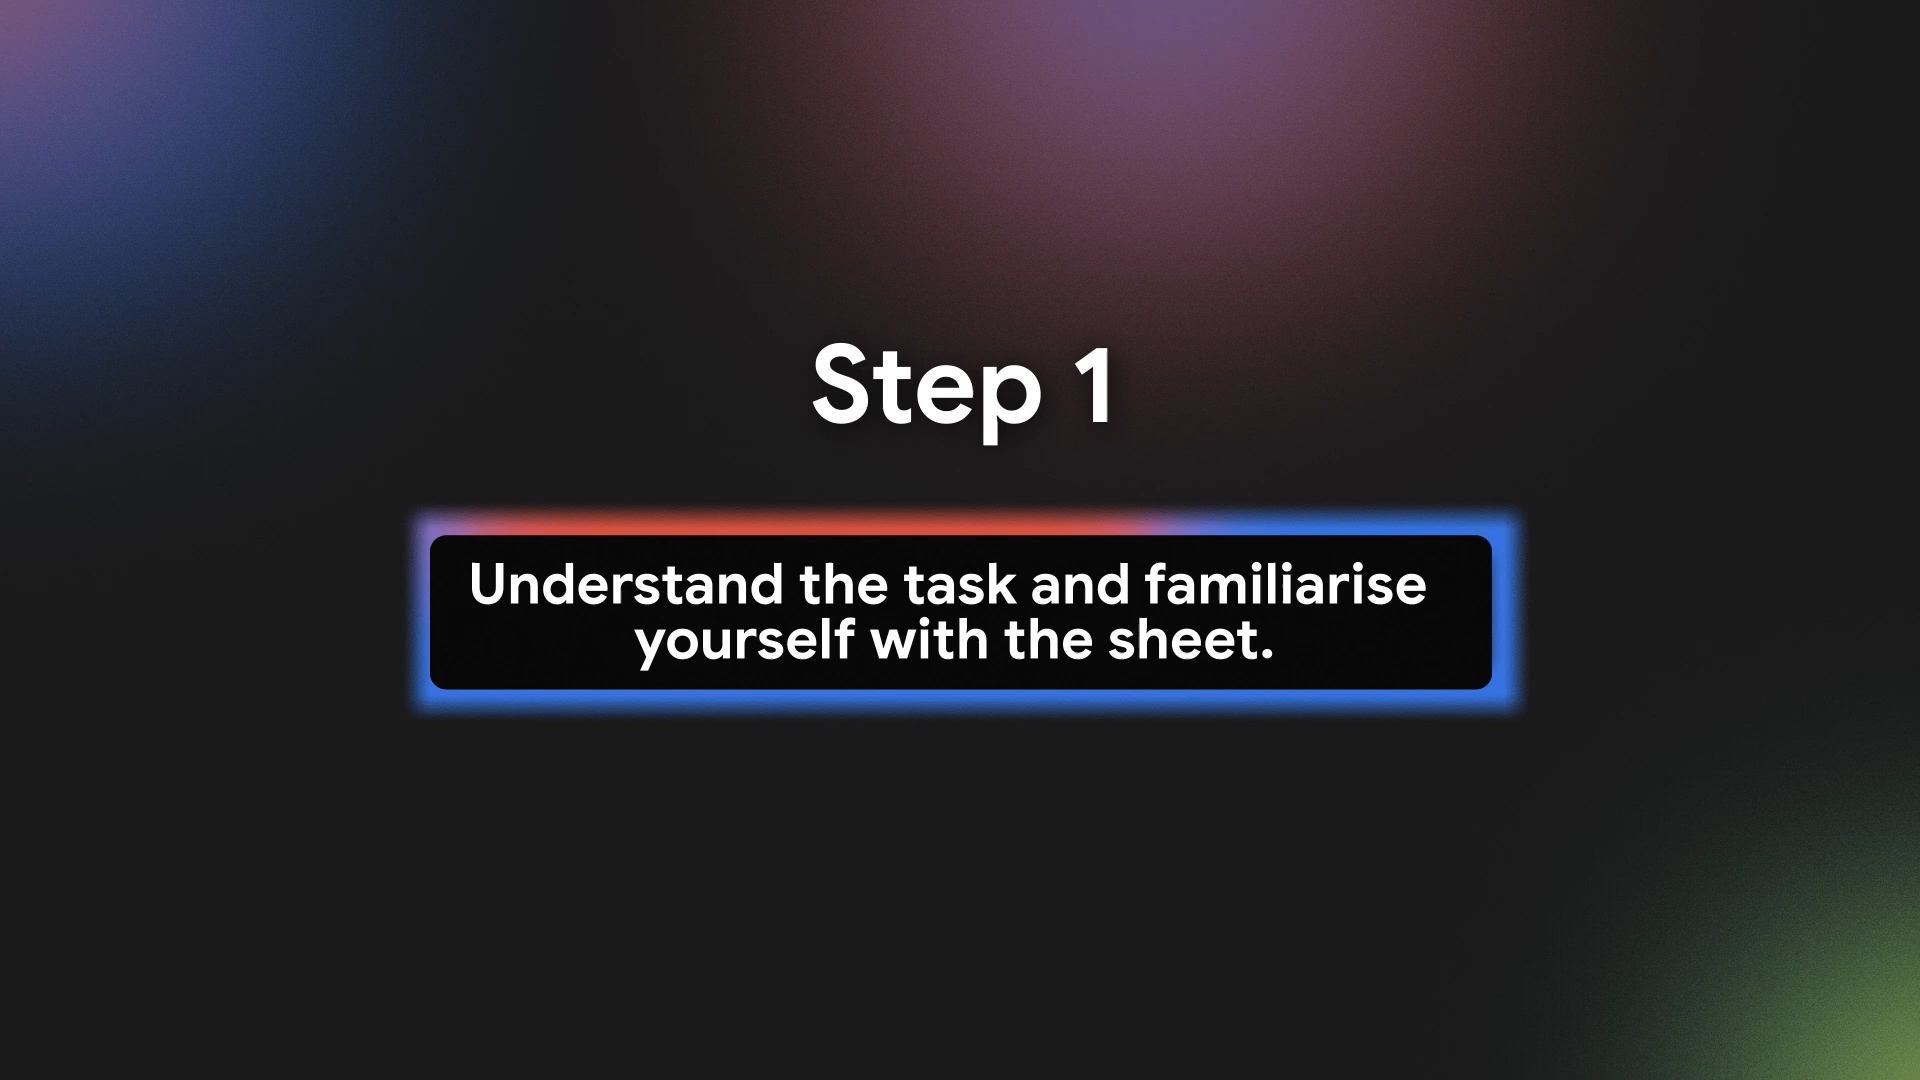 Step 1
Understand the task and familiarise
yourself with the sheet.